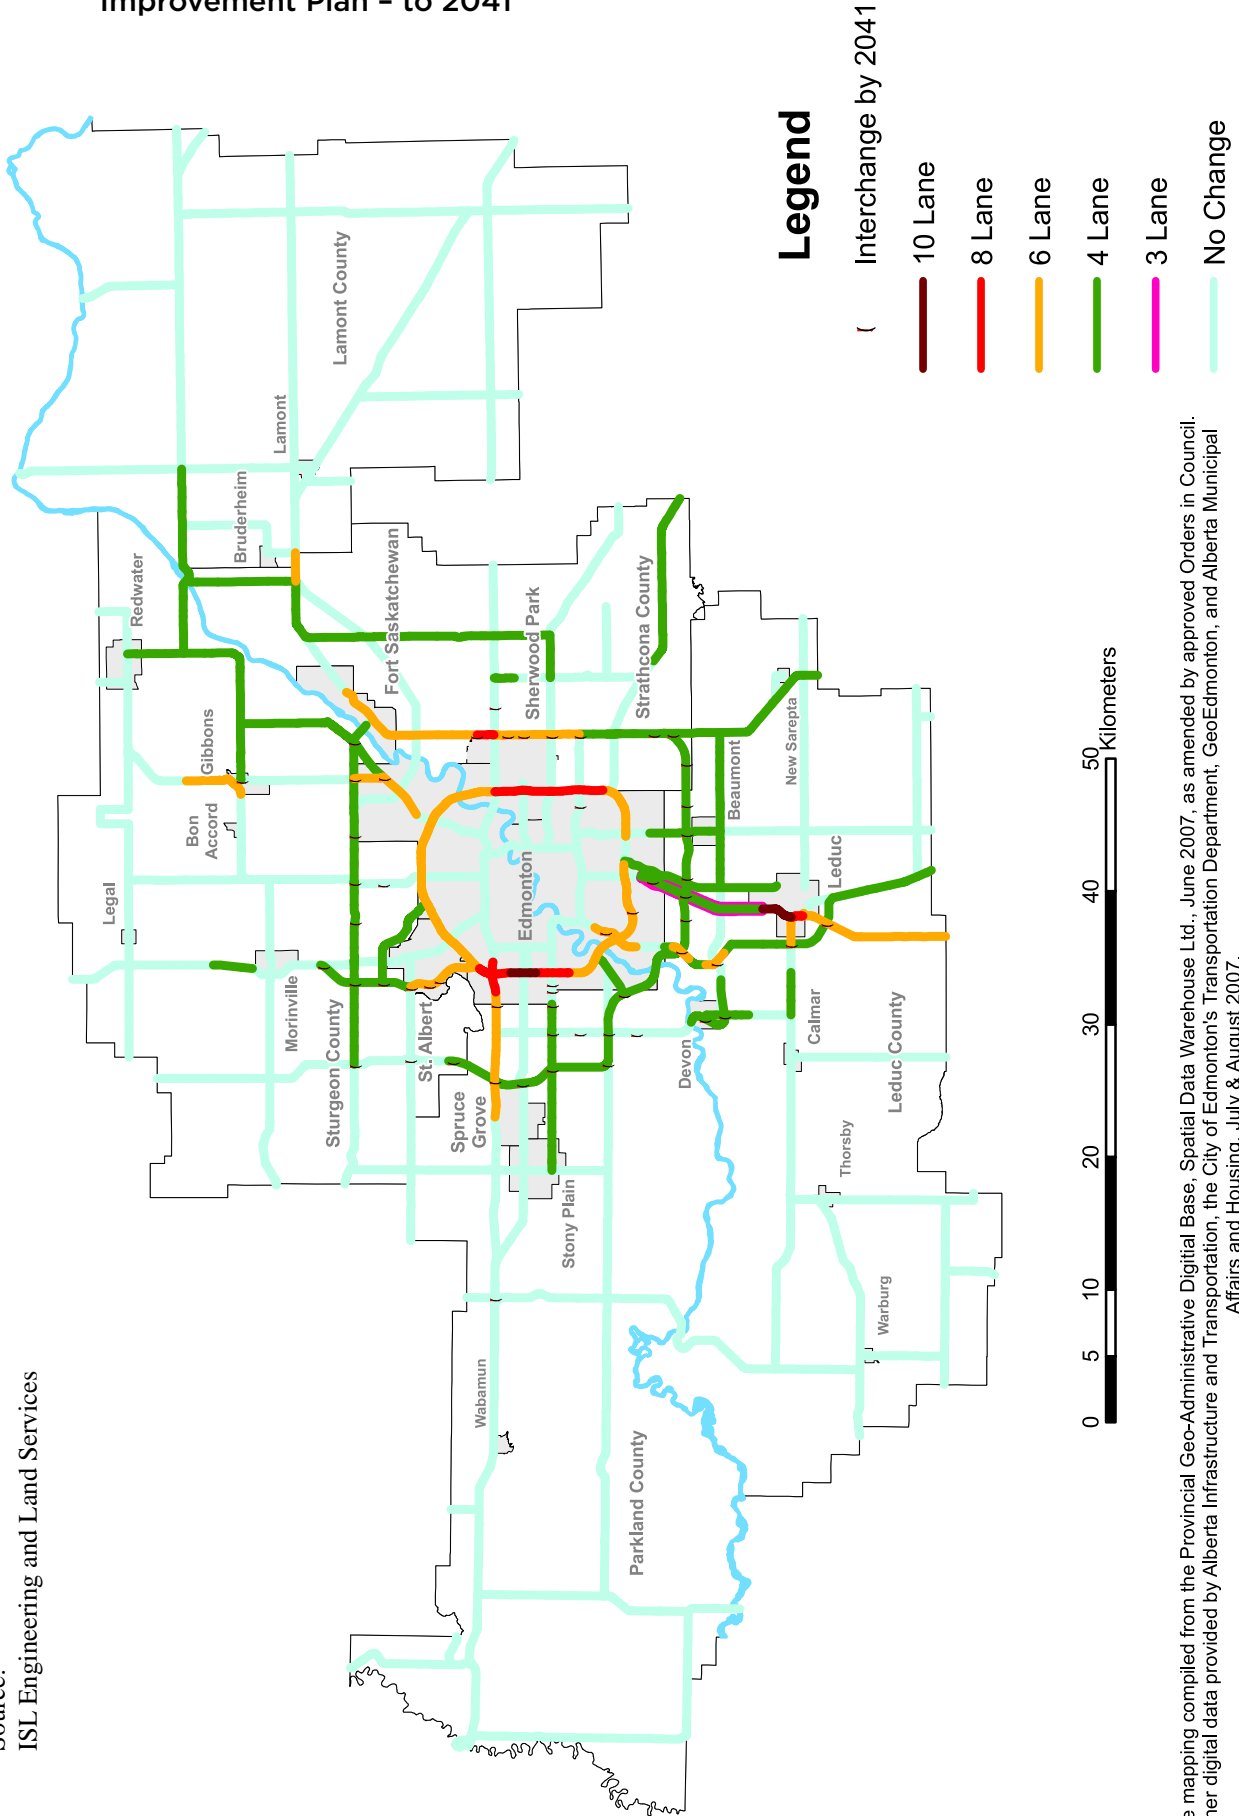 Improvement Plan – to 2041
ISL Engineering and Land Services
Legend
Interchange by 2041
10 Lane
8 Lane
6 Lane
4 Lane
3 Lane
No Change
Redwater
Bruderheim
Lamont
Lamont County
Gibbons
Bon
Accord
Legal
Fort Saskatchewan
Sherwood Park
Strathcona County
Morinville
Sturgeon County
St. Albert
Edmonton
Beaumont
New Sarepta
Leduc
Spruce
Grove
Stony Plain
Devon
Calmar
Leduc County
Thorsby
Warburg
Wabamun
Parkland County
0 5 10 20 30 40 50
Kilometers
mapping compiled from the Provincial Geo-Administrative Digitial Base, Spatial Data Warehouse Ltd., June 2007, as amended by approved Orders in Council.
digital data provided by Alberta Infrastructure and Transportation, the City of Edmonton's Transportation Department, GeoEdmonton, and Alberta Municipal
Affairs and Housing, July & August 2007.